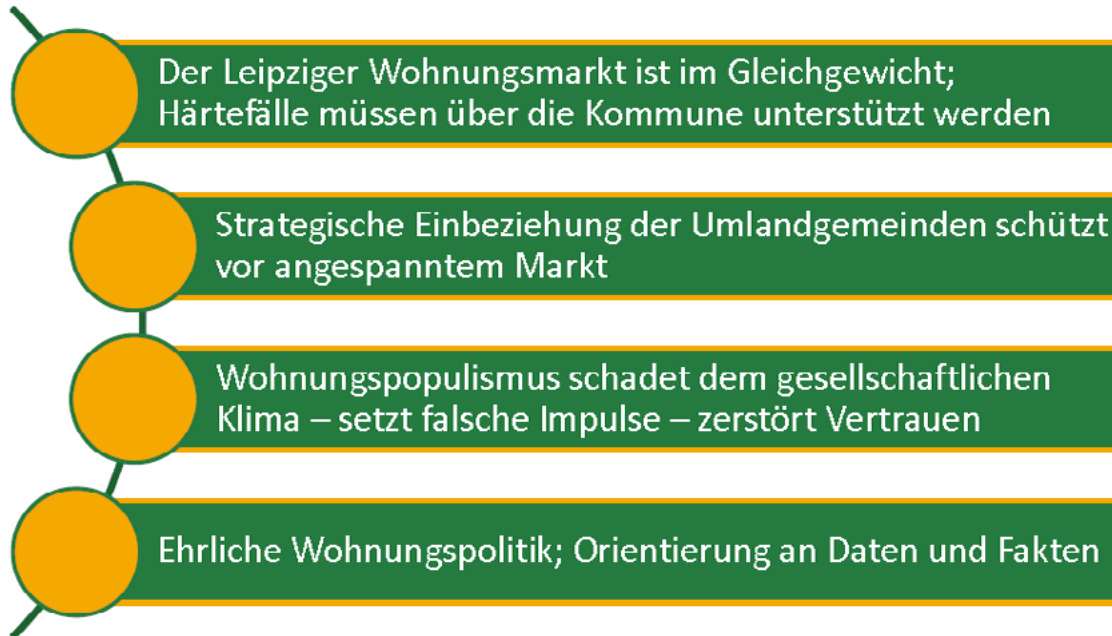 Der Leipziger Wohnungsmarkt ist im Gleichgewicht;
Härtefälle müssen über die Kommune unterstützt werden
Strategische Einbeziehung der Umlandgemeinden schützt
vor angespanntem Markt
Wohnungspopulismus schadet dem gesellschaftlichen
Klima – setzt falsche Impulse – zerstört Vertrauen
Ehrliche Wohnungspolitik; Orientierung an Daten und Fakten